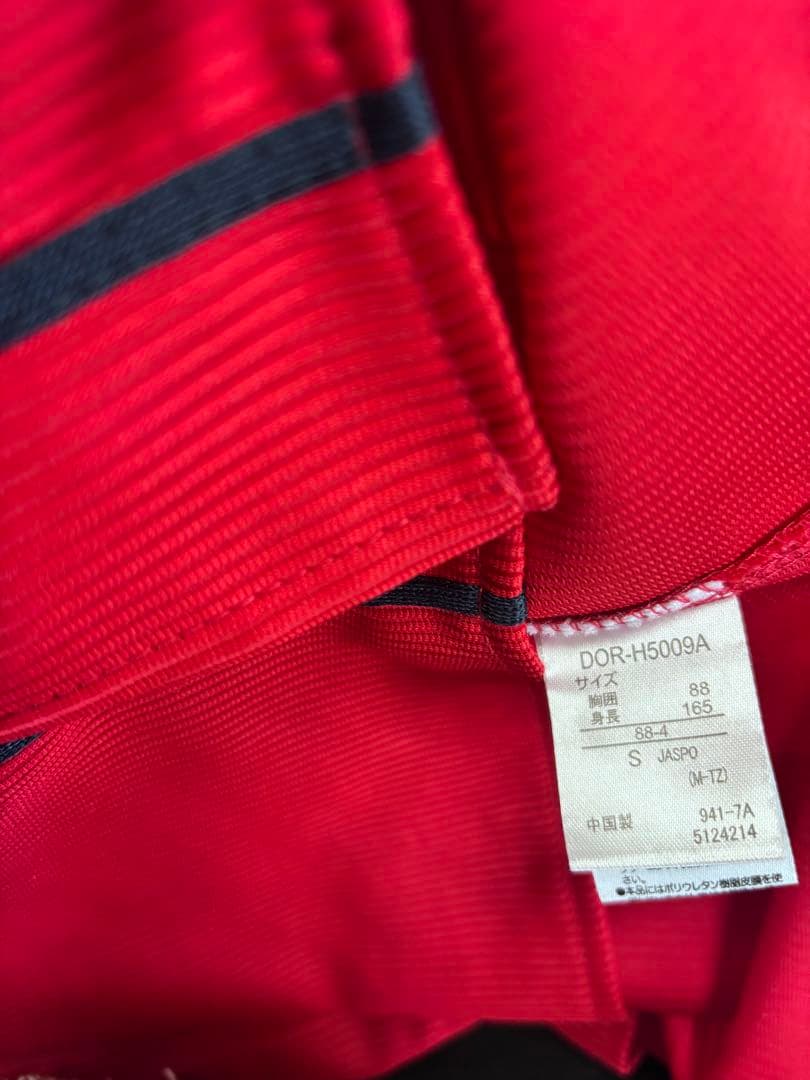 DOR-H5009A
サイズ
胸囲 88
身長 165
88-4
S JASPO
(M-TZ)
941-7A
中国製 5124214
さい。
●本品にはポリウレタン樹脂皮膜を使